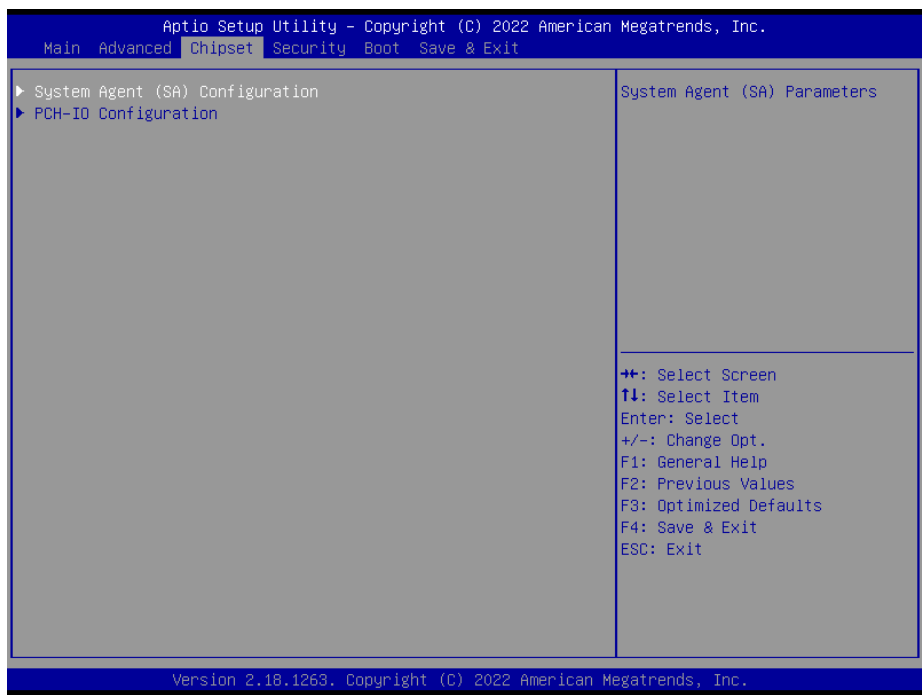 Aptio Setup Utility – Copyright (C) 2022 American Megatrends, Inc.
Main Advanced Chipset Security Boot Save & Exit
▶ System Agent (SA) Configuration
▶ PCH-IO Configuration
System Agent (SA) Parameters
→←: Select Screen
↑↓: Select Item
Enter: Select
+/-: Change Opt.
F1: General Help
F2: Previous Values
F3: Optimized Defaults
F4: Save & Exit
ESC: Exit
Version 2.18.1263. Copyright (C) 2022 American Megatrends, Inc.